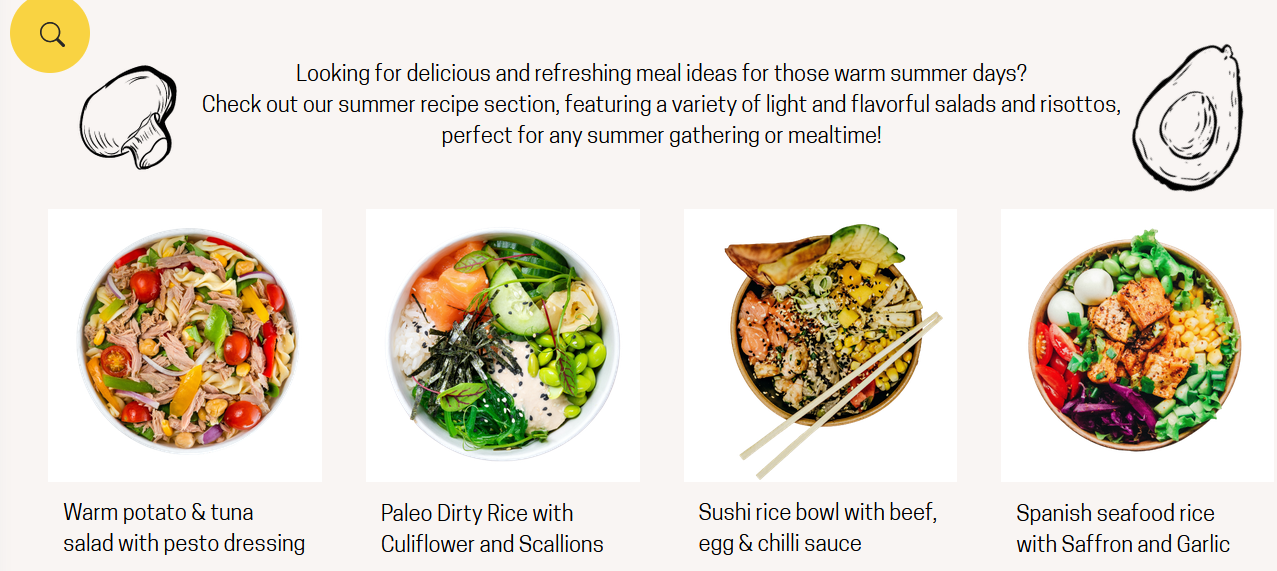 Looking for delicious and refreshing meal ideas for those warm summer days?
Check out our summer recipe section, featuring a variety of light and flavorful salads and risottos,
perfect for any summer gathering or mealtime!
Warm potato & tuna
salad with pesto dressing
Paleo Dirty Rice with
Culiflower and Scallions
Sushi rice bowl with beef,
egg & chilli sauce
Spanish seafood rice
with Saffron and Garlic